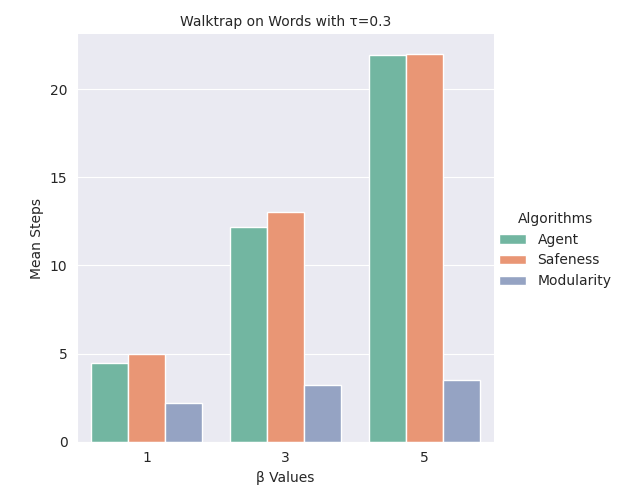 Walktrap on Words with τ=0.3
Mean Steps
20
15
10
5
0
1
3
5
β Values
Algorithms
Agent
Safeness
Modularity